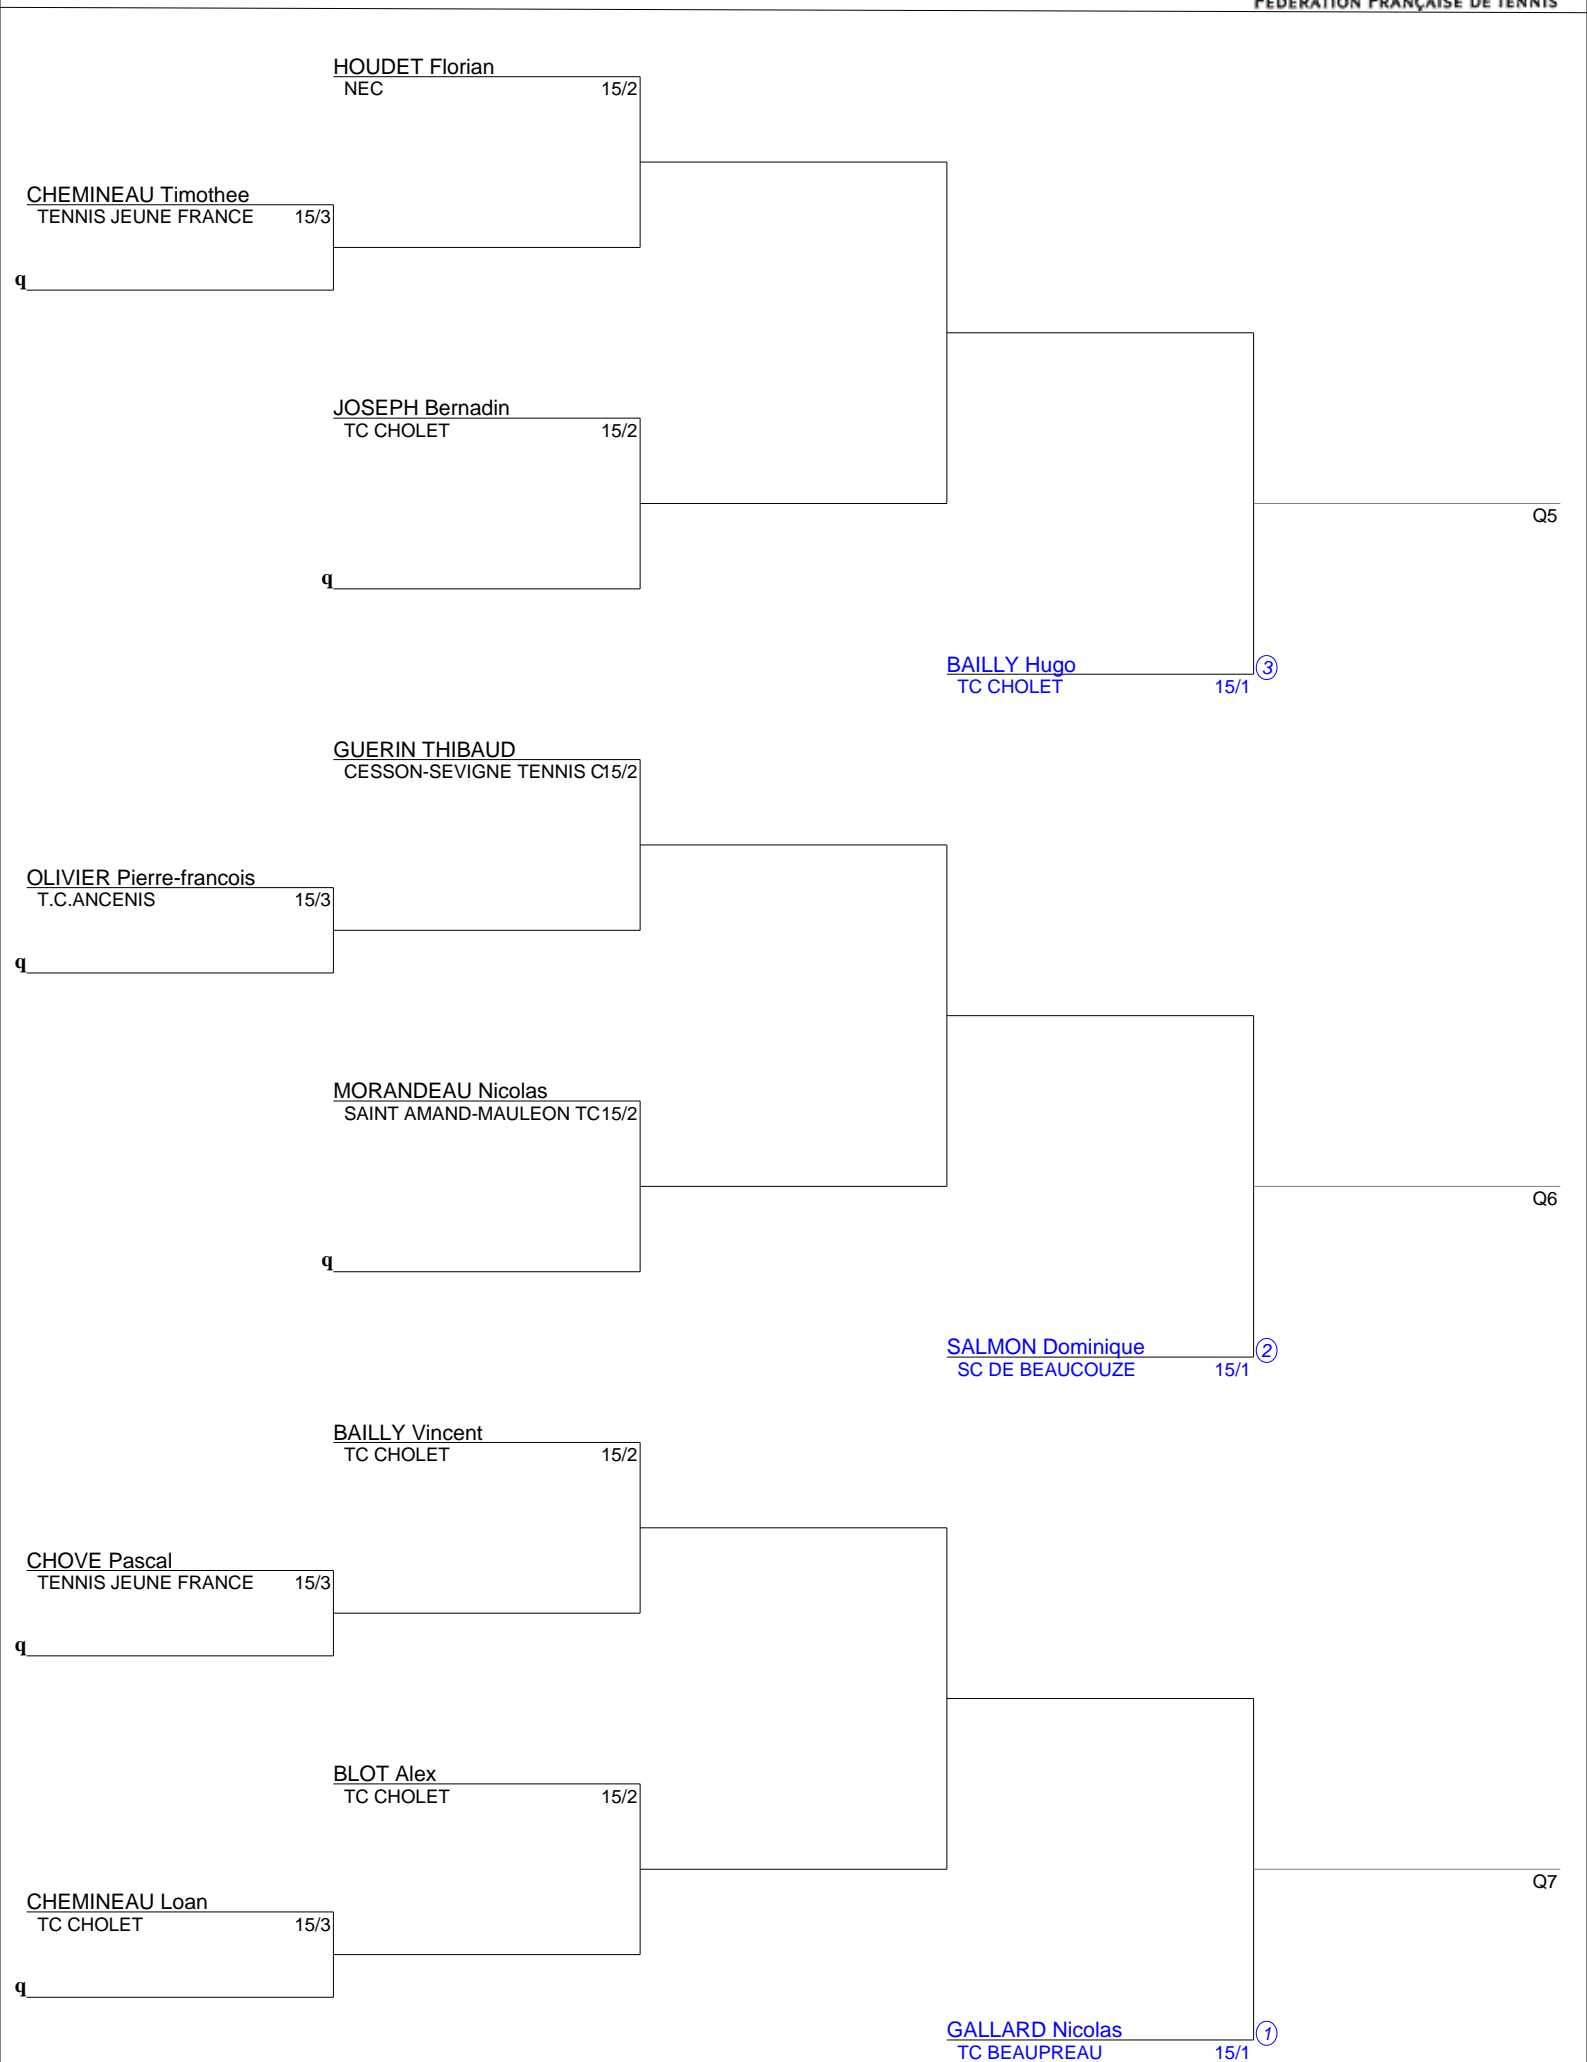 FEDERATION FRANÇAISE DE TENNIS
HOUDET Florian
NEC 15/2
CHEMINEAU Timothee
TENNIS JEUNE FRANCE 15/3
q
JOSEPH Bernadin
TC CHOLET 15/2
Q5
q
BAILLY Hugo 3
TC CHOLET 15/1
GUERIN THIBAUD
CESSON-SEVIGNE TENNIS C15/2
OLIVIER Pierre-francois
T.C.ANCENIS 15/3
q
MORANDEAU Nicolas
SAINT AMAND-MAULEON TC15/2
Q6
q
SALMON Dominique 2
SC DE BEAUCOUZE 15/1
BAILLY Vincent
TC CHOLET 15/2
CHOVE Pascal
TENNIS JEUNE FRANCE 15/3
q
BLOT Alex
TC CHOLET 15/2
Q7
CHEMINEAU Loan
TC CHOLET 15/3
q
GALLARD Nicolas 1
TC BEAUPREAU 15/1